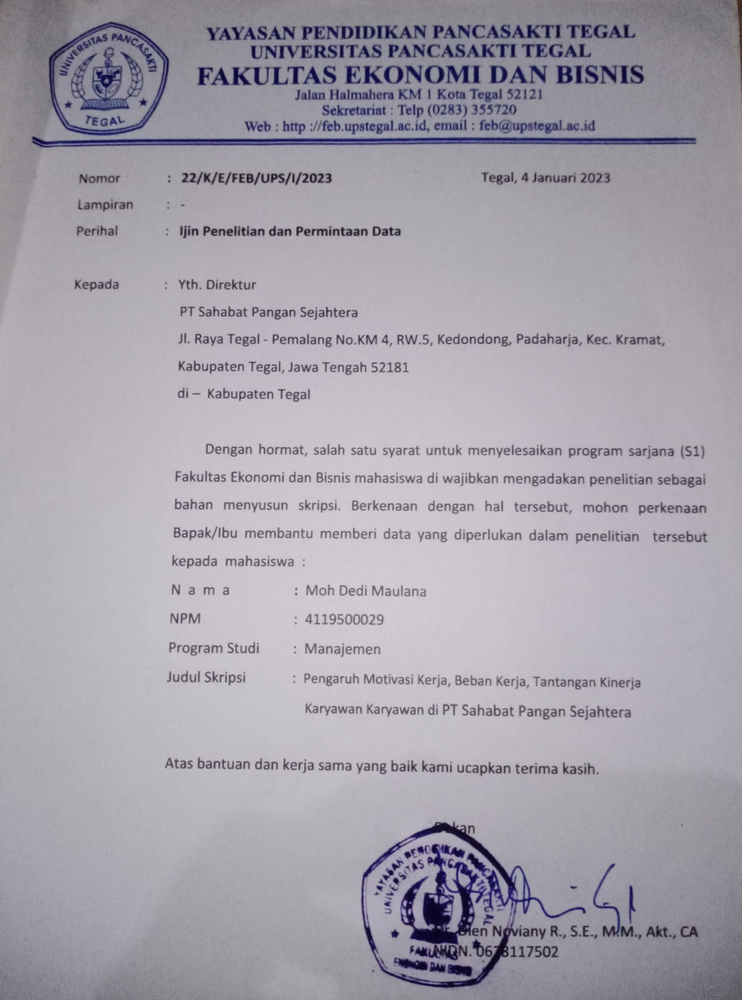 UNIVERSITAS PANCASAKTI
TEGAL
YAYASAN PENDIDIKAN PANCASAKTI TEGAL
UNIVERSITAS PANCASAKTI TEGAL
FAKULTAS EKONOMI DAN BISNIS
Jalan Halmahera KM 1 Kota Tegal 52121
Sekretariat : Telp (0283) 355720
Web : http ://feb.upstegal.ac.id, email : feb@upstegal.ac.id
Nomor : 22/K/E/FEB/UPS/I/2023 Tegal, 4 Januari 2023
Lampiran : -
Perihal : Ijin Penelitian dan Permintaan Data
Kepada : Yth. Direktur
PT Sahabat Pangan Sejahtera
Jl. Raya Tegal - Pemalang No.KM 4, RW.5, Kedondong, Padaharja, Kec. Kramat,
Kabupaten Tegal, Jawa Tengah 52181
di – Kabupaten Tegal
Dengan hormat, salah satu syarat untuk menyelesaikan program sarjana (S1)
Fakultas Ekonomi dan Bisnis mahasiswa di wajibkan mengadakan penelitian sebagai
bahan menyusun skripsi. Berkenaan dengan hal tersebut, mohon perkenaan
Bapak/Ibu membantu memberi data yang diperlukan dalam penelitian tersebut
kepada mahasiswa :
N a m a : Moh Dedi Maulana
NPM : 4119500029
Program Studi : Manajemen
Judul Skripsi : Pengaruh Motivasi Kerja, Beban Kerja, Tantangan Kinerja
Karyawan Karyawan di PT Sahabat Pangan Sejahtera
Atas bantuan dan kerja sama yang baik kami ucapkan terima kasih.
Dekan
YAYASAN PENDIDIKAN PANCASAKTI
UNIVERSITAS PANCASAKTI TEGAL
FAKULTAS
EKONOMI DAN BISNIS
Noviany R., S.E., M.M., Akt., CA
NIDN.